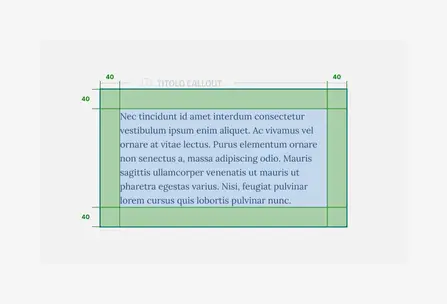 40
40
TITOLO CALLOUT
40
Nec tincidunt id amet interdum consectetur
vestibulum ipsum enim aliquet. Ac vivamus vel
ornare at vitae lectus. Purus elementum ornare
non senectus a, massa adipiscing odio. Mauris
sagittis ullamcorper venenatis ut mauris ut
pharetra egestas varius. Nisi, feugiat pulvinar
lorem cursus quis lobortis pulvinar nunc.
40